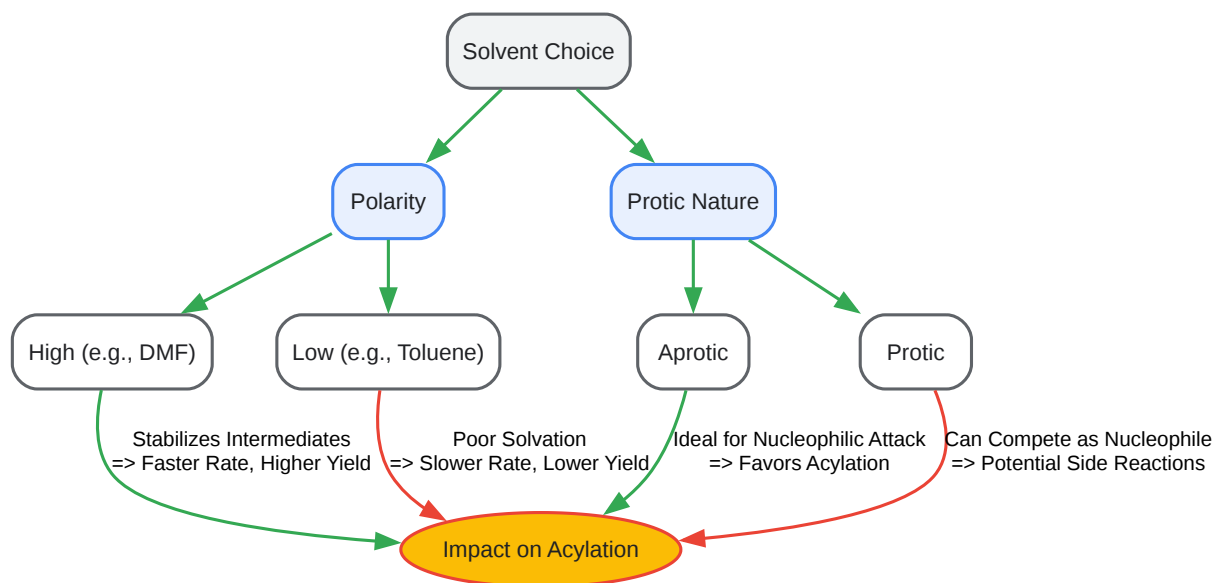 Solvent Choice
Polarity
Protic Nature
High (e.g., DMF)
Low (e.g., Toluene)
Aprotic
Protic
Stabilizes Intermediates
=> Faster Rate, Higher Yield
Poor Solvation
=> Slower Rate, Lower Yield
Ideal for Nucleophilic Attack
=> Favors Acylation
Can Compete as Nucleophile
=> Potential Side Reactions
Impact on Acylation